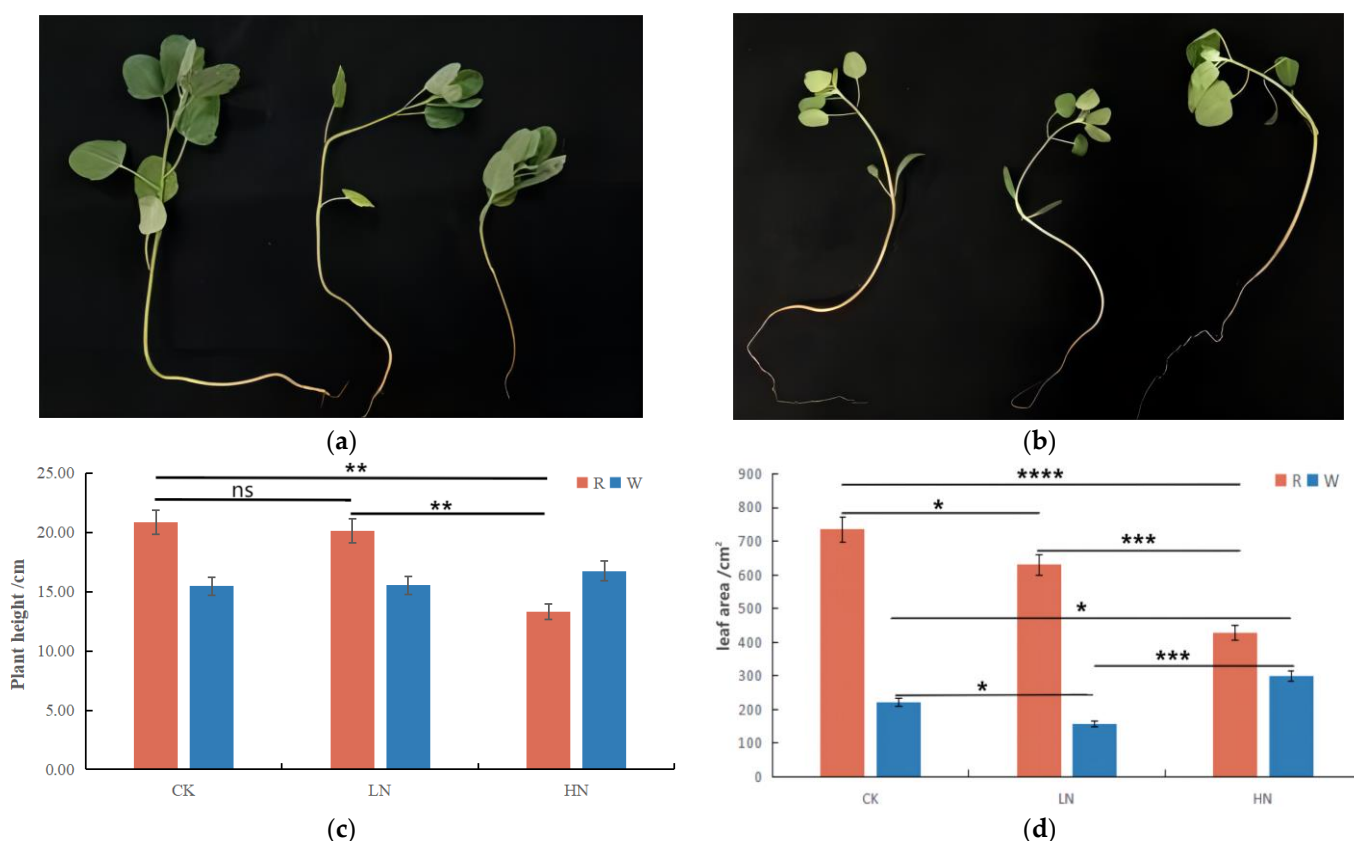 (a)
(b)
25.00
20.00
15.00
10.00
5.00
0.00
Plant height /cm
R W
**
ns
**
CK LN HN
(c)
900
800
700
600
500
400
300
200
100
0
leaf area /cm²
R W
****
*
***
*
***
*
CK LN HN
(d)